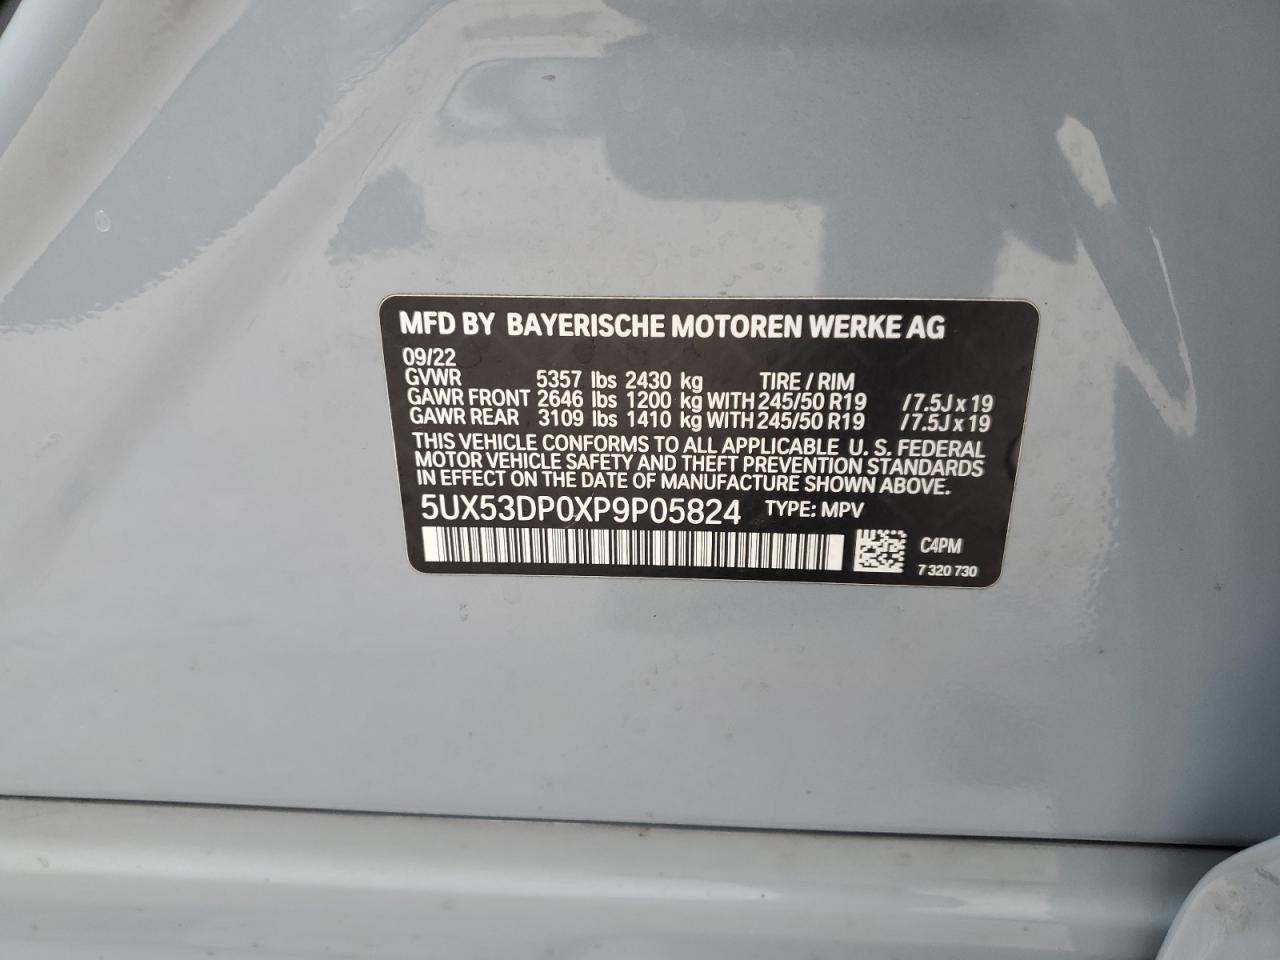 MFD BY BAYERISCHE MOTOREN WERKE AG
09/22
GVWR 5357 lbs 2430 kg TIRE / RIM
GAWR FRONT 2646 lbs 1200 kg WITH 245/50 R19 / 7.5J x 19
GAWR REAR 3109 lbs 1410 kg WITH 245/50 R19 / 7.5J x 19
THIS VEHICLE CONFORMS TO ALL APPLICABLE U. S. FEDERAL
MOTOR VEHICLE SAFETY AND THEFT PREVENTION STANDARDS
IN EFFECT ON THE DATE OF MANUFACTURE SHOWN ABOVE.
5UX53DP0XP9P05824 TYPE: MPV
C4PM
7 320 730